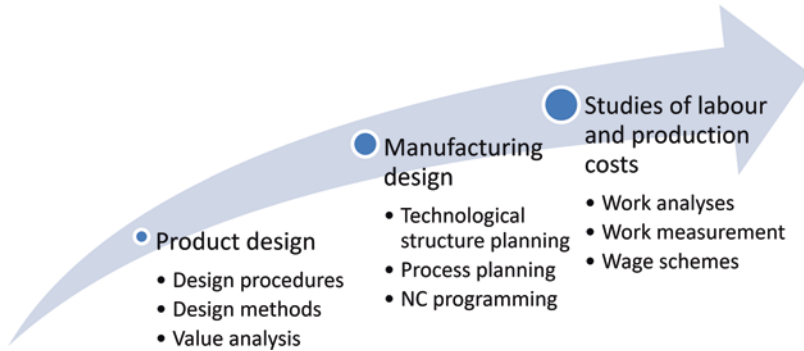 Product design
• Design procedures
• Design methods
• Value analysis
Manufacturing
design
• Technological
structure planning
• Process planning
• NC programming
Studies of labour
and production
costs
• Work analyses
• Work measurement
• Wage schemes